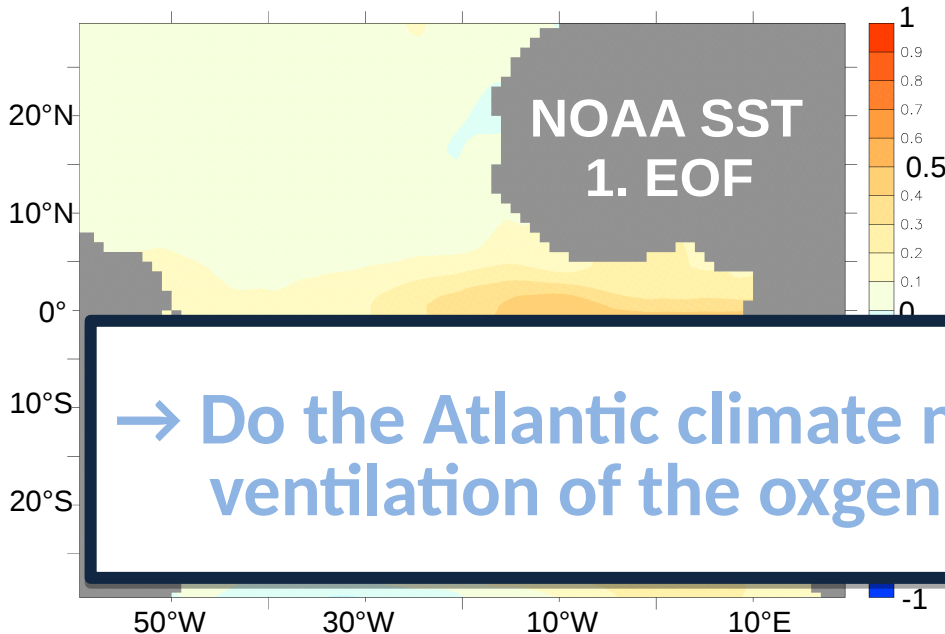 NOAA SST
1. EOF
1
0.9
0.8
0.7
0.6
0.5
0.4
0.3
0.2
0.1
0
-1
20°N
10°N
0°
10°S
20°S
→ Do the Atlantic climate
ventilation of the oxgen
50°W 30°W 10°W 10°E